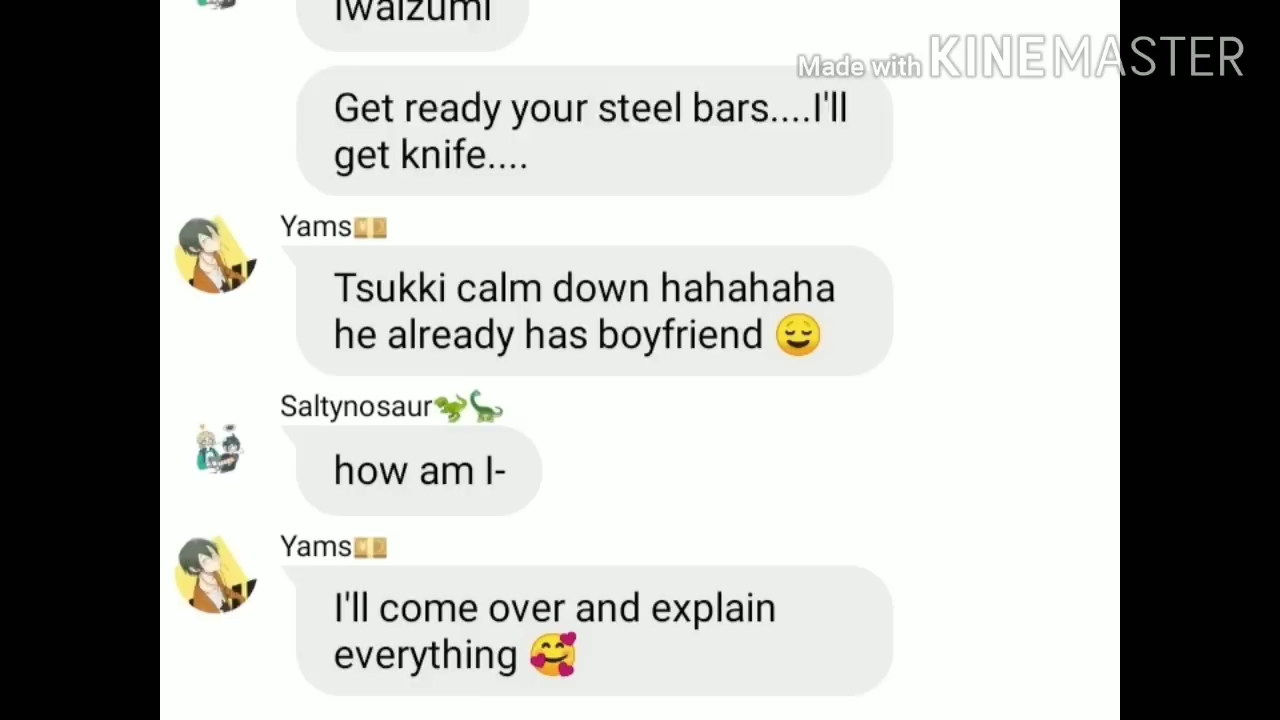 Iwaizumi
Made with KINEMASTER
Get ready your steel bars....I'll
get knife....
Yams💴
Tsukki calm down hahahaha
he already has boyfriend 😌
Saltynosaur🦖🦕
how am I-
Yams💴
I'll come over and explain
everything 🥰